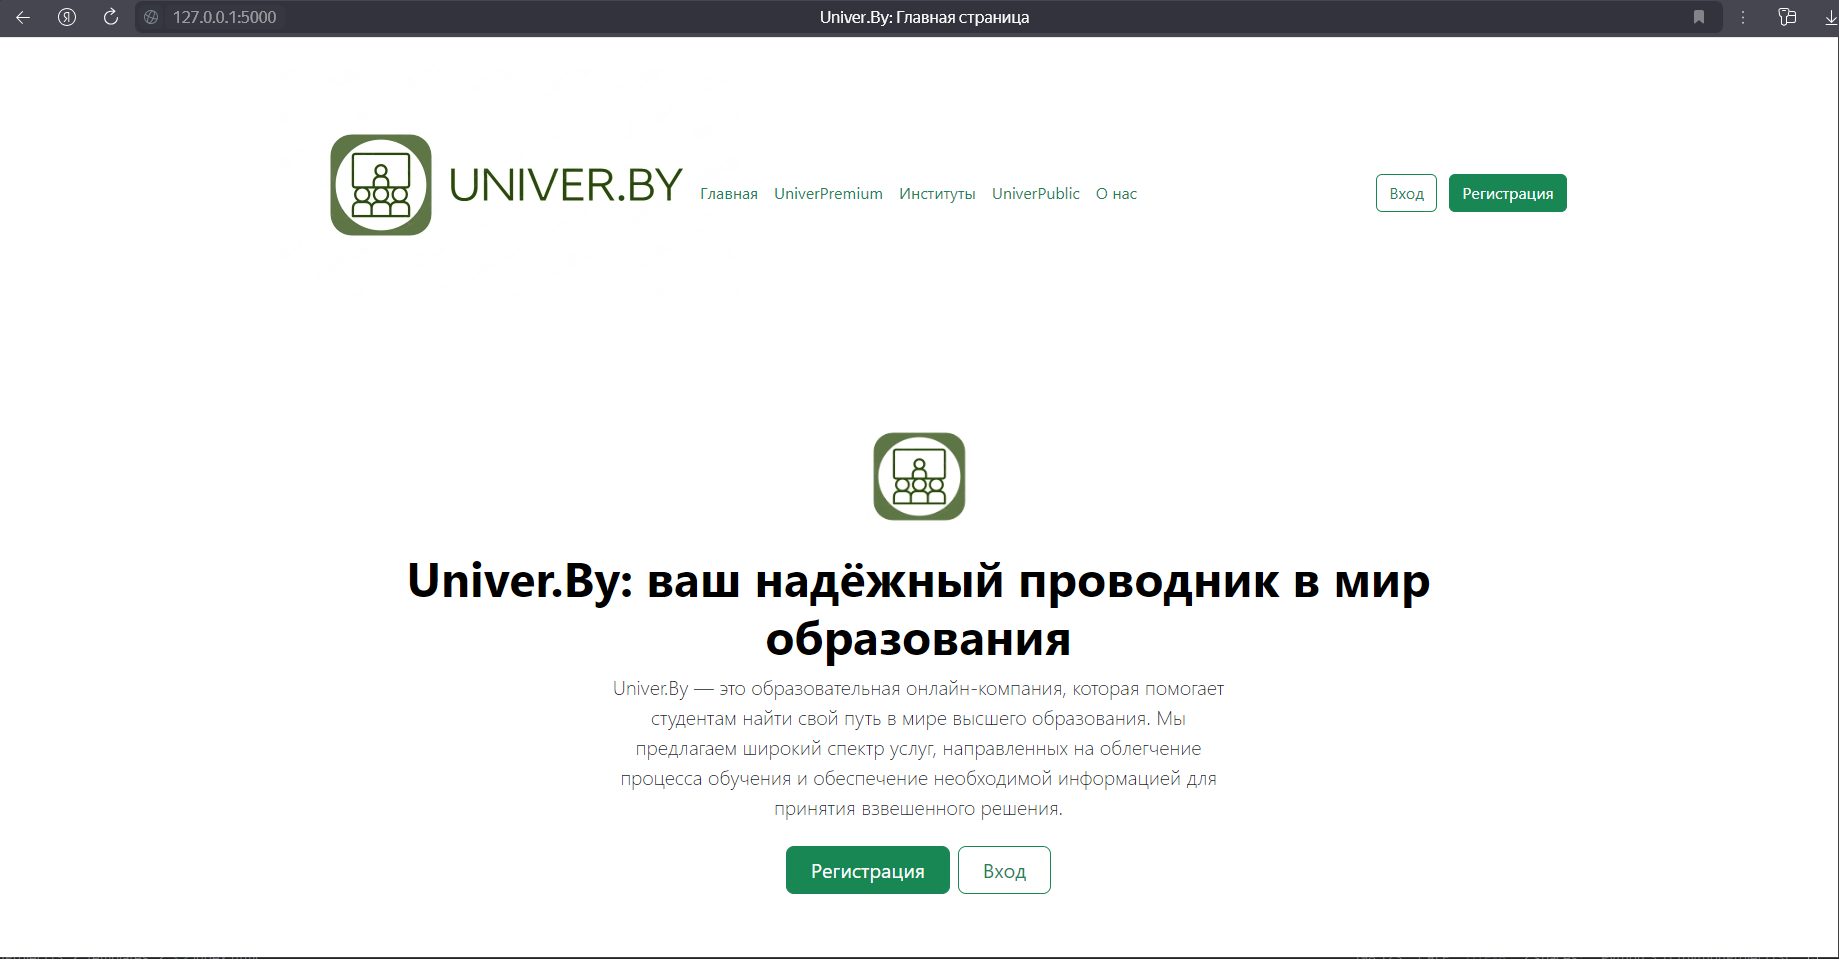 127.0.0.1:5000
Univer.By: Главная страница
UNIVER.BY
Главная UniverPremium Институты UniverPublic О нас
Вход Регистрация
Univer.By: ваш надёжный проводник в мир
образования
Univer.By — это образовательная онлайн-компания, которая помогает
студентам найти свой путь в мире высшего образования. Мы
предлагаем широкий спектр услуг, направленных на облегчение
процесса обучения и обеспечение необходимой информацией для
принятия взвешенного решения.
Регистрация Вход